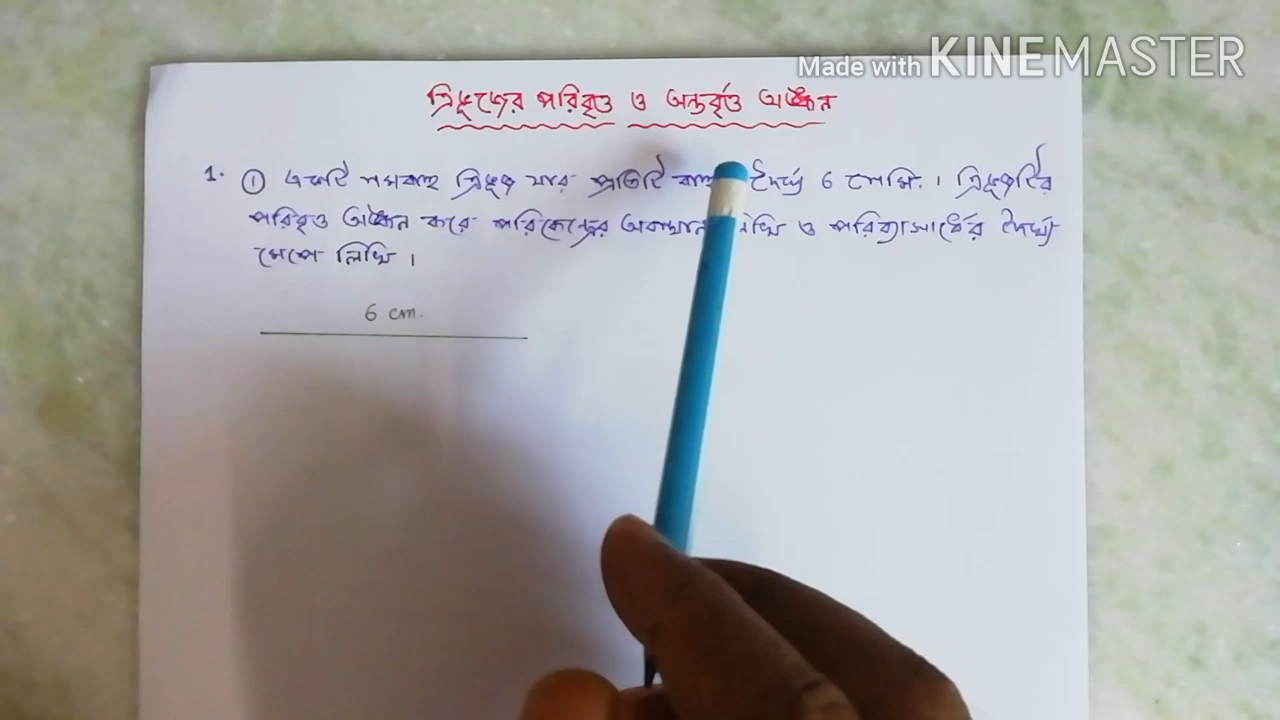 Made with KINEMASTER
ত্রিভুজের পরিবৃত্ত ও অন্তর্বৃত্ত অঙ্কন
1. ① একটি সমবাহু ত্রিভুজ যার প্রতিটি বাহু দৈর্ঘ্য 6 সেমি.। ত্রিভুজটির
পরিবৃত্ত অঙ্কন করে পরিকেন্দ্রের অবস্থান লিখি ও পরিব্যাসার্ধের দৈর্ঘ্য
মেপে লিখি।
6 cm.